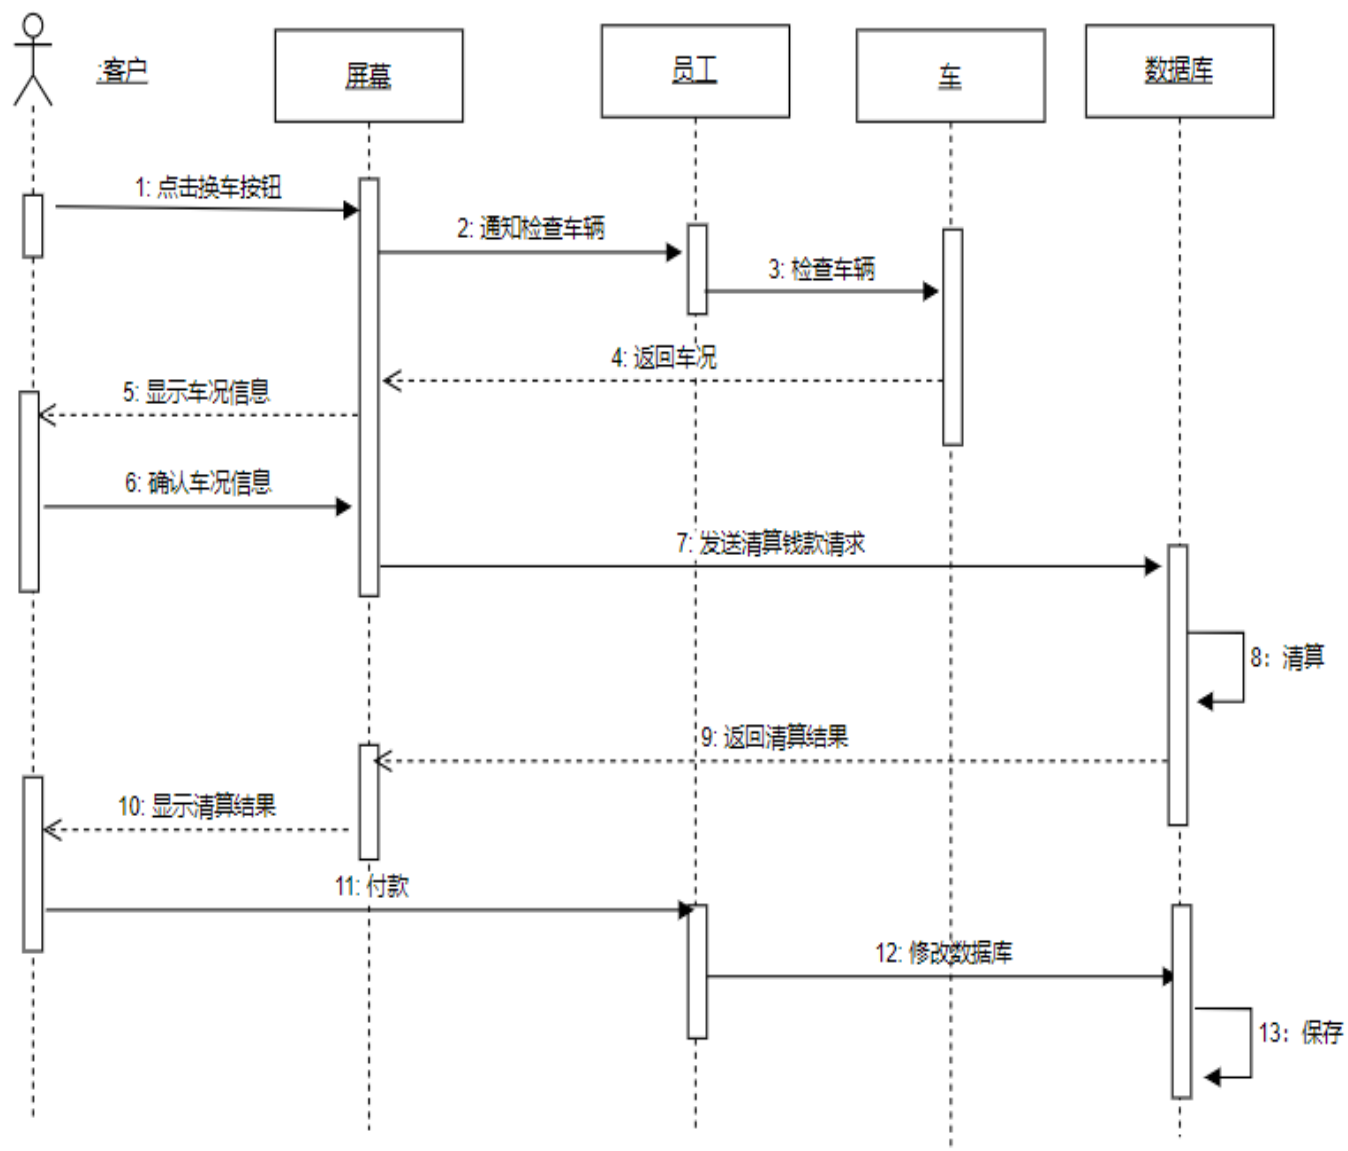 :客户
屏幕
员工
车
数据库
1: 点击换车按钮
2: 通知检查车辆
3: 检查车辆
4: 返回车况
5: 显示车况信息
6: 确认车况信息
7: 发送清算钱款请求
8：清算
9: 返回清算结果
10: 显示清算结果
11: 付款
12: 修改数据库
13：保存